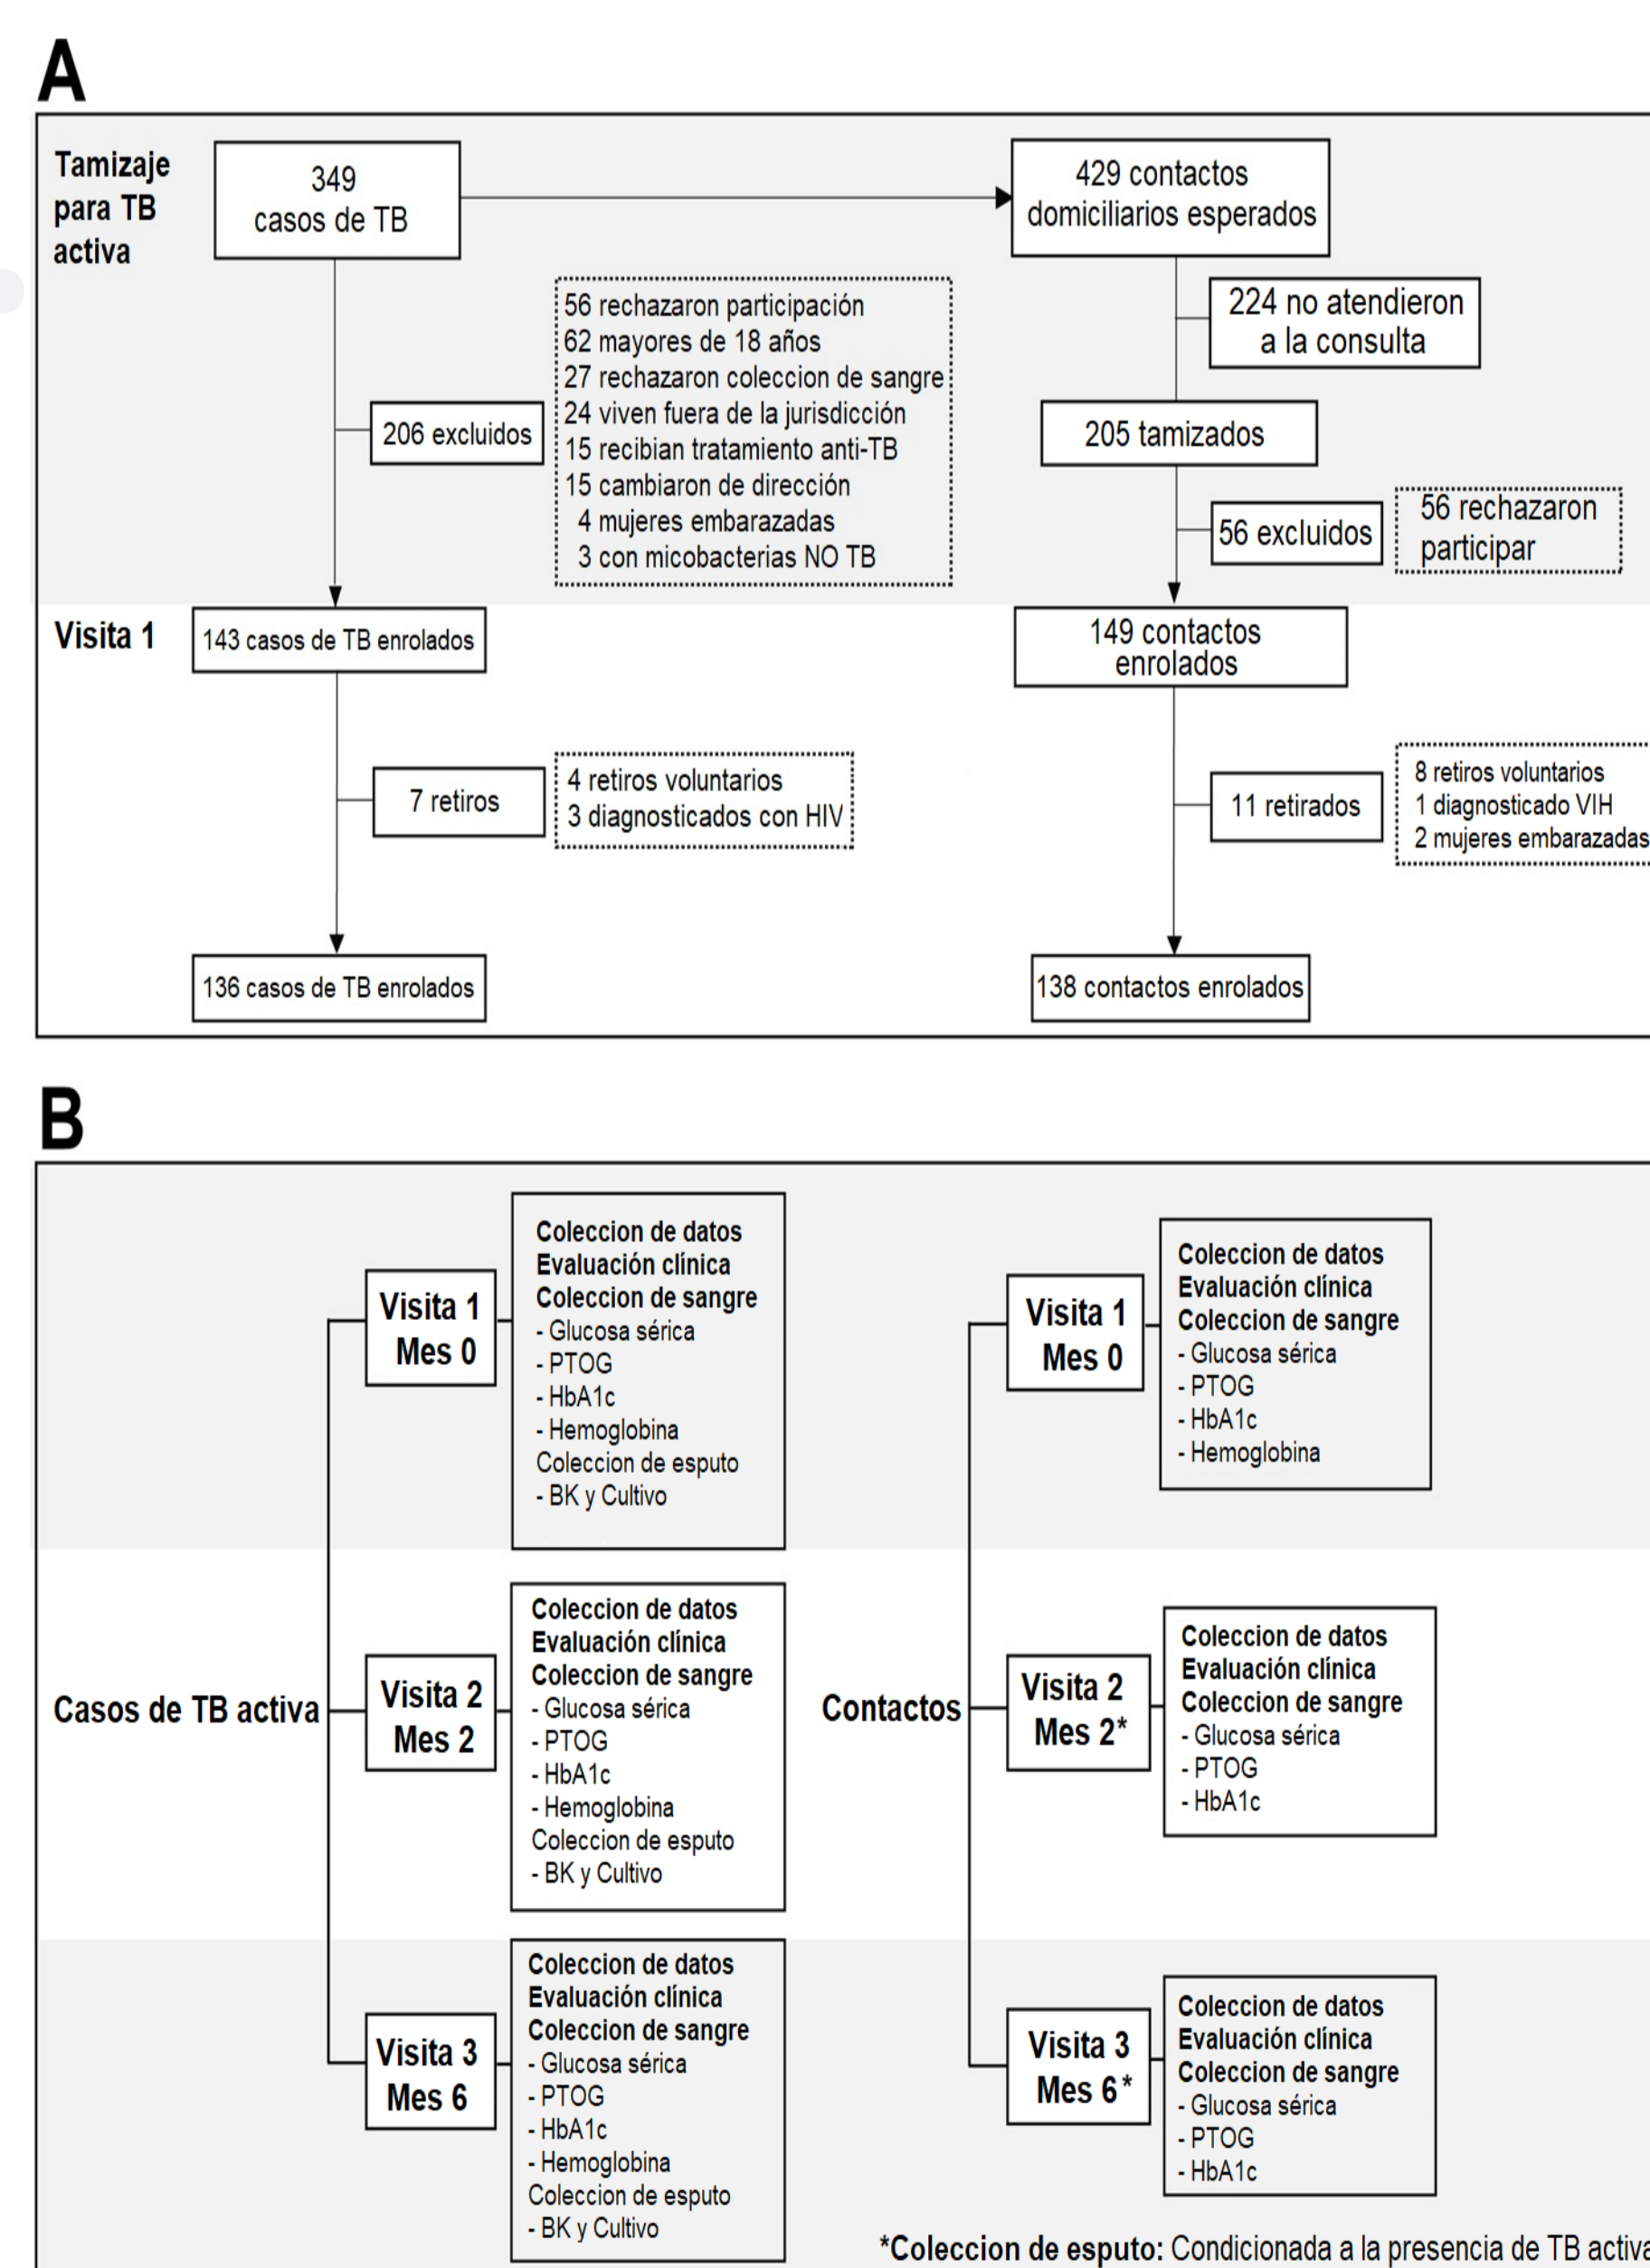 A
Tamizaje
para TB
activa
349
casos de TB
429 contactos
domiciliarios esperados
56 rechazaron participación
62 mayores de 18 años
27 rechazaron coleccion de sangre
24 viven fuera de la jurisdicción
15 recibian tratamiento anti-TB
15 cambiaron de dirección
4 mujeres embarazadas
3 con micobacterias NO TB
206 excluidos
224 no atendieron
a la consulta
205 tamizados
56 excluidos
56 rechazaron
participar
Visita 1
143 casos de TB enrolados
149 contactos
enrolados
7 retiros
4 retiros voluntarios
3 diagnosticados con HIV
11 retirados
8 retiros voluntarios
1 diagnosticado VIH
2 mujeres embarazadas
136 casos de TB enrolados
138 contactos enrolados
B
Casos de TB activa
Visita 1
Mes 0
Coleccion de datos
Evaluación clínica
Coleccion de sangre
- Glucosa sérica
- PTOG
- HbA1c
- Hemoglobina
Coleccion de esputo
- BK y Cultivo
Visita 2
Mes 2
Coleccion de datos
Evaluación clínica
Coleccion de sangre
- Glucosa sérica
- PTOG
- HbA1c
- Hemoglobina
Coleccion de esputo
- BK y Cultivo
Visita 3
Mes 6
Coleccion de datos
Evaluación clínica
Coleccion de sangre
- Glucosa sérica
- PTOG
- HbA1c
- Hemoglobina
Coleccion de esputo
- BK y Cultivo
Contactos
Visita 1
Mes 0
Coleccion de datos
Evaluación clínica
Coleccion de sangre
- Glucosa sérica
- PTOG
- HbA1c
- Hemoglobina
Visita 2
Mes 2*
Coleccion de datos
Evaluación clínica
Coleccion de sangre
- Glucosa sérica
- PTOG
- HbA1c
Visita 3
Mes 6*
Coleccion de datos
Evaluación clínica
Coleccion de sangre
- Glucosa sérica
- PTOG
- HbA1c
*Coleccion de esputo: Condicionada a la presencia de TB activa